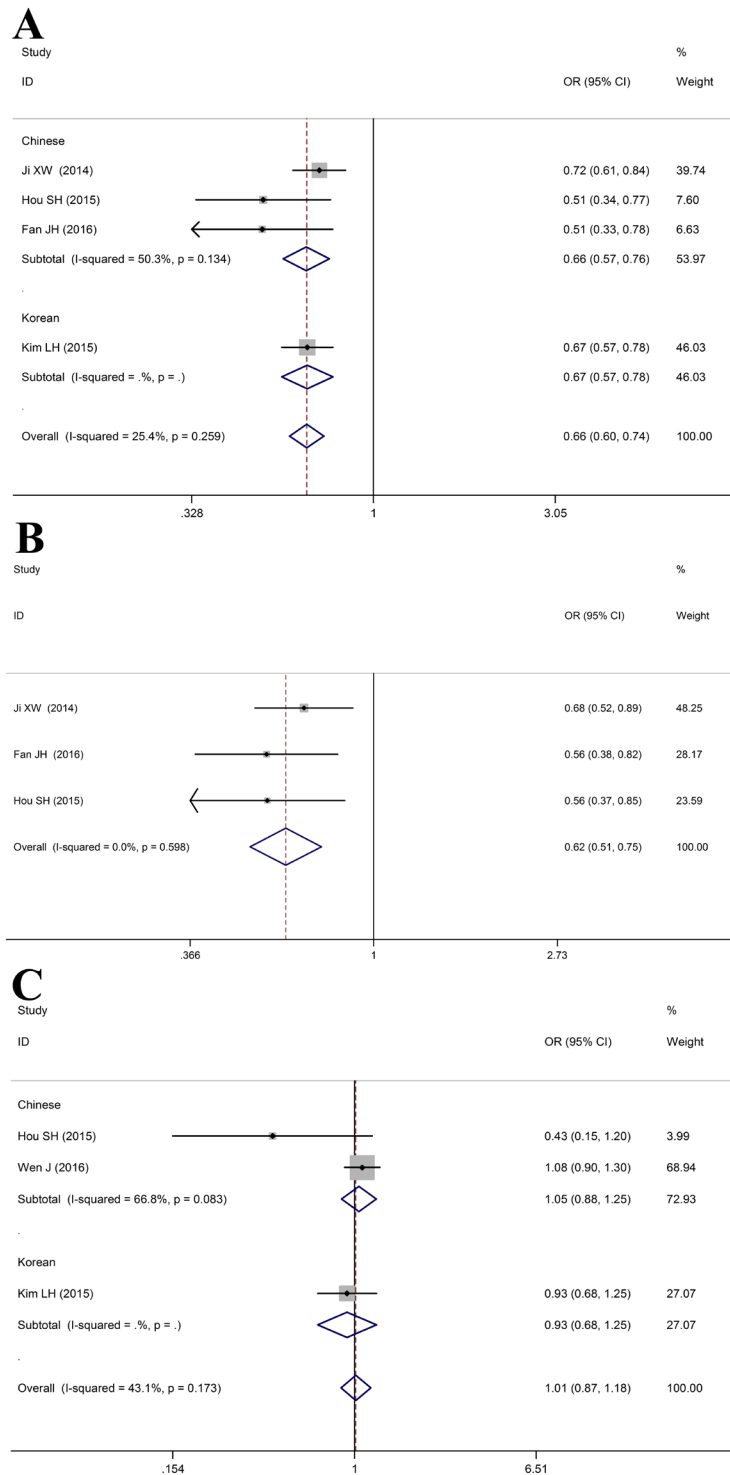 A
Study %
ID OR (95% CI) Weight
Chinese
Ji XW (2014) 0.72 (0.61, 0.84) 39.74
Hou SH (2015) 0.51 (0.34, 0.77) 7.60
Fan JH (2016) 0.51 (0.33, 0.78) 6.63
Subtotal (I-squared = 50.3%, p = 0.134) 0.66 (0.57, 0.76) 53.97
.
Korean
Kim LH (2015) 0.67 (0.57, 0.78) 46.03
Subtotal (I-squared = .%, p = .) 0.67 (0.57, 0.78) 46.03
.
Overall (I-squared = 25.4%, p = 0.259) 0.66 (0.60, 0.74) 100.00
.328 1 3.05
B
Study %
ID OR (95% CI) Weight
Ji XW (2014) 0.68 (0.52, 0.89) 48.25
Fan JH (2016) 0.56 (0.38, 0.82) 28.17
Hou SH (2015) 0.56 (0.37, 0.85) 23.59
Overall (I-squared = 0.0%, p = 0.598) 0.62 (0.51, 0.75) 100.00
.366 1 2.73
C
Study %
ID OR (95% CI) Weight
Chinese
Hou SH (2015) 0.43 (0.15, 1.20) 3.99
Wen J (2016) 1.08 (0.90, 1.30) 68.94
Subtotal (I-squared = 66.8%, p = 0.083) 1.05 (0.88, 1.25) 72.93
.
Korean
Kim LH (2015) 0.93 (0.68, 1.25) 27.07
Subtotal (I-squared = .%, p = .) 0.93 (0.68, 1.25) 27.07
.
Overall (I-squared = 43.1%, p = 0.173) 1.01 (0.87, 1.18) 100.00
.154 1 6.51